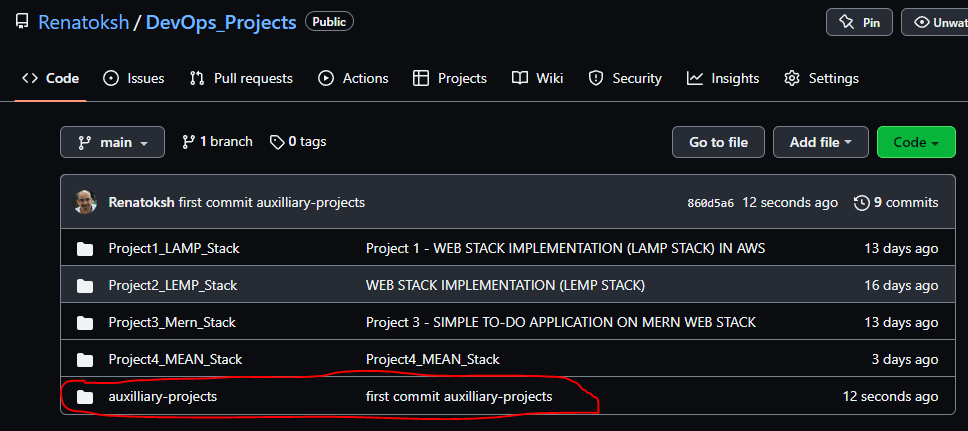 Renatoksh / DevOps_Projects Public Pin Unwat
Code Issues Pull requests Actions Projects Wiki Security Insights Settings
main 1 branch 0 tags Go to file Add file Code
Renatoksh first commit auxilliary-projects 860d5a6 12 seconds ago 9 commits
Project1_LAMP_Stack Project 1 - WEB STACK IMPLEMENTATION (LAMP STACK) IN AWS 13 days ago
Project2_LEMP_Stack WEB STACK IMPLEMENTATION (LEMP STACK) 16 days ago
Project3_Mern_Stack Project 3 - SIMPLE TO-DO APPLICATION ON MERN WEB STACK 13 days ago
Project4_MEAN_Stack Project4_MEAN_Stack 3 days ago
auxilliary-projects first commit auxilliary-projects 12 seconds ago